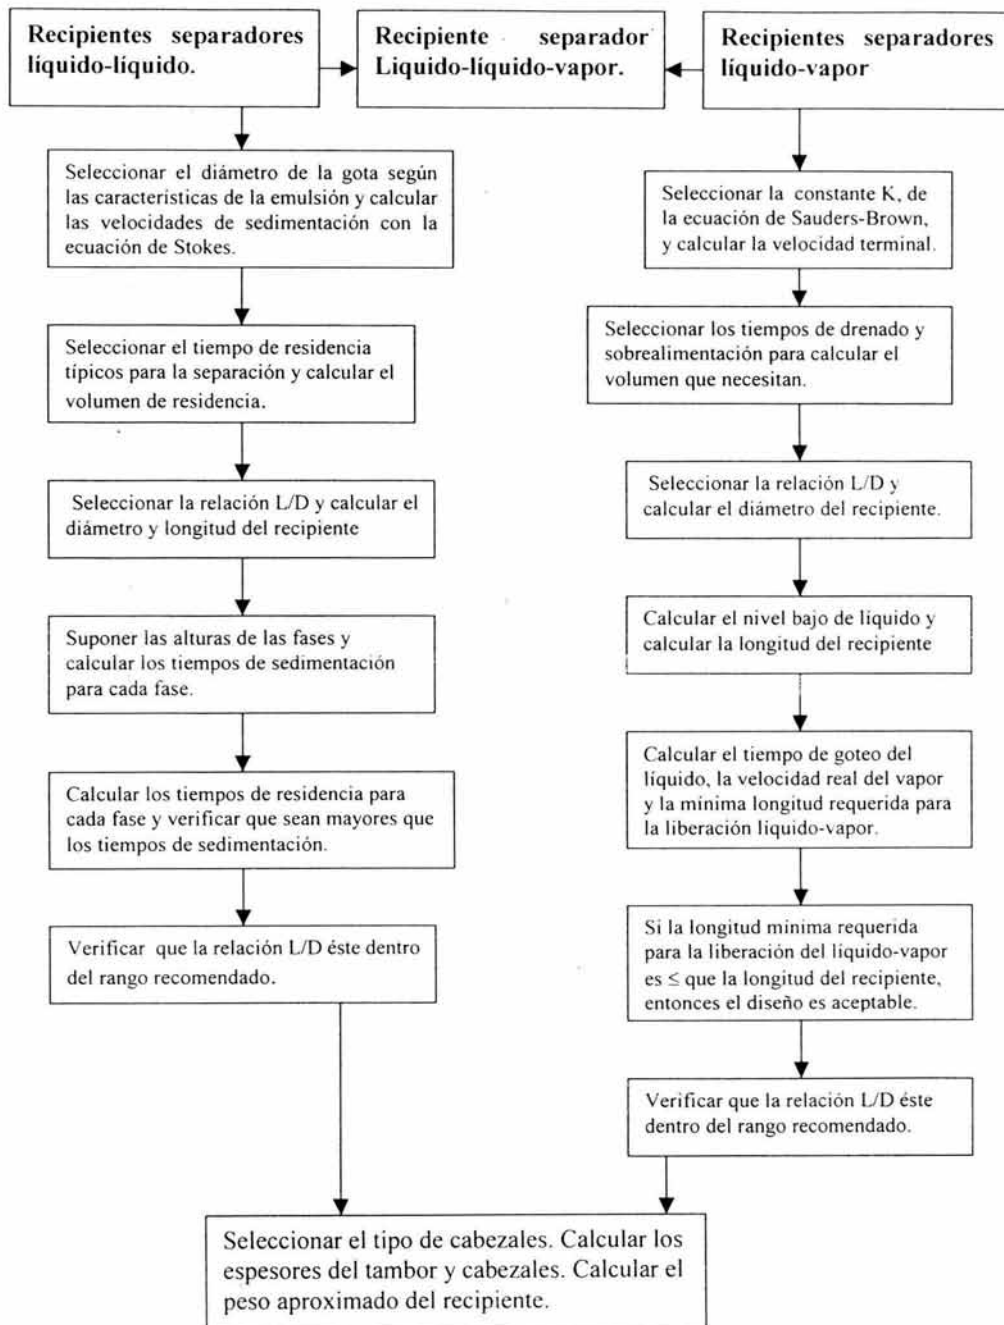 Recipientes separadores
líquido-líquido.
Recipiente separador
Liquido-líquido-vapor.
Recipientes separadores
líquido-vapor
Seleccionar el diámetro de la gota según
las características de la emulsión y calcular
las velocidades de sedimentación con la
ecuación de Stokes.
Seleccionar el tiempo de residencia
típicos para la separación y calcular el
volumen de residencia.
Seleccionar la relación L/D y calcular el
diámetro y longitud del recipiente
Suponer las alturas de las fases y
calcular los tiempos de sedimentación
para cada fase.
Calcular los tiempos de residencia para
cada fase y verificar que sean mayores que
los tiempos de sedimentación.
Verificar que la relación L/D éste dentro
del rango recomendado.
Seleccionar la constante K, de
la ecuación de Sauders-Brown,
y calcular la velocidad terminal.
Seleccionar los tiempos de drenado y
sobrealimentación para calcular el
volumen que necesitan.
Seleccionar la relación L/D y
calcular el diámetro del recipiente.
Calcular el nivel bajo de líquido y
calcular la longitud del recipiente
Calcular el tiempo de goteo del
líquido, la velocidad real del vapor
y la mínima longitud requerida para
la liberación líquido-vapor.
Si la longitud mínima requerida
para la liberación del líquido-vapor
es ≤ que la longitud del recipiente,
entonces el diseño es aceptable.
Verificar que la relación L/D éste
dentro del rango recomendado.
Seleccionar el tipo de cabezales. Calcular los
espesores del tambor y cabezales. Calcular el
peso aproximado del recipiente.